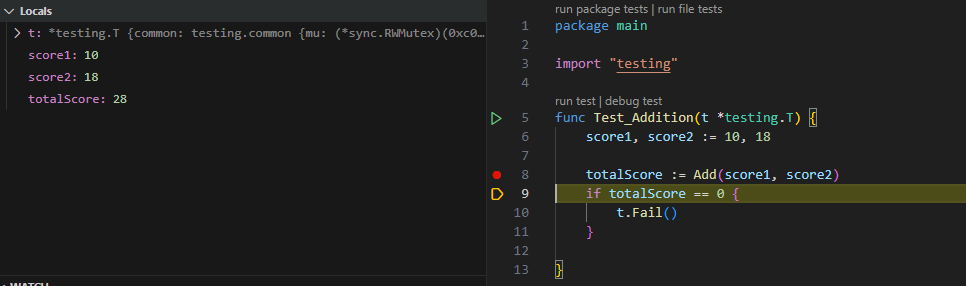 Locals
t: *testing.T {common: testing.common {mu: (*sync.RWMutex)(0xc0…
score1: 10
score2: 18
totalScore: 28
run package tests | run file tests
1 package main
2
3 import "testing"
4
run test | debug test
5 func Test_Addition(t *testing.T) {
6 score1, score2 := 10, 18
7
8 totalScore := Add(score1, score2)
9 if totalScore == 0 {
10 t.Fail()
11 }
12
13 }